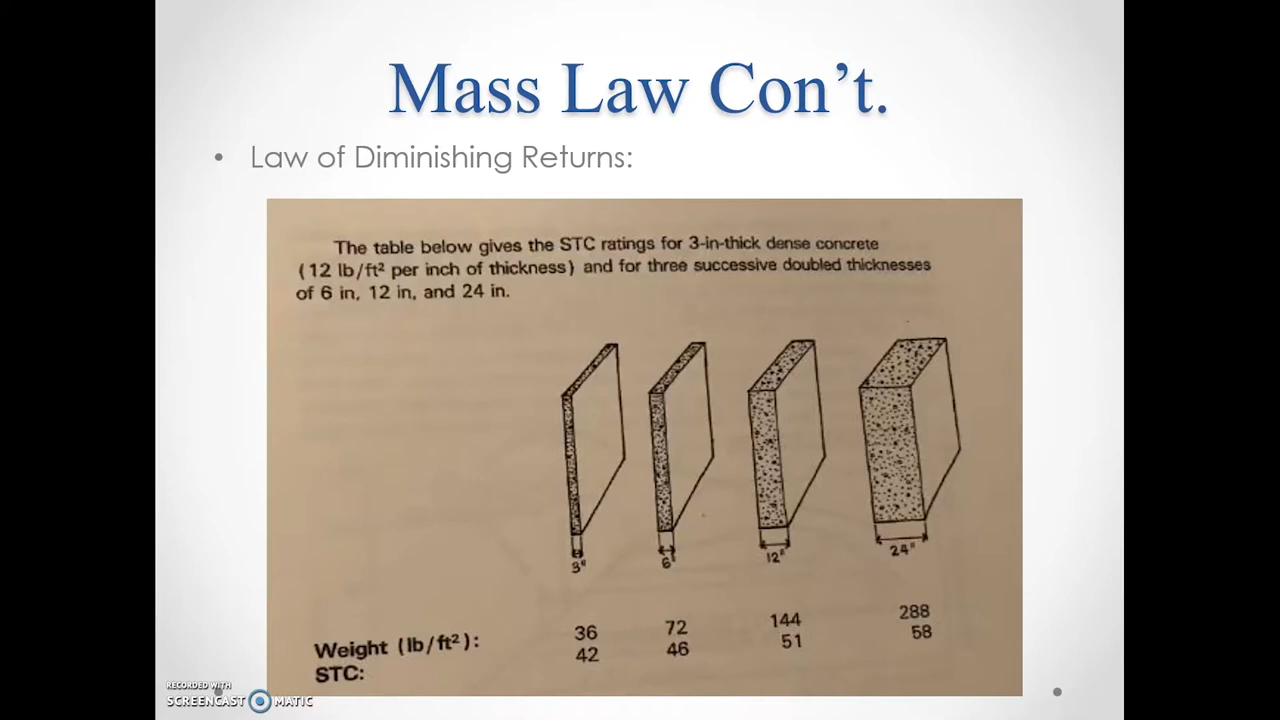 Mass Law Con't.
• Law of Diminishing Returns:
The table below gives the STC ratings for 3-in-thick dense concrete
(12 lb/ft² per inch of thickness) and for three successive doubled thicknesses
of 6 in, 12 in, and 24 in.
3" 6" 12" 24"
Weight (lb/ft²): 36 72 144 288
STC: 42 46 51 58
RECORDED WITH
SCREENCAST MATIC